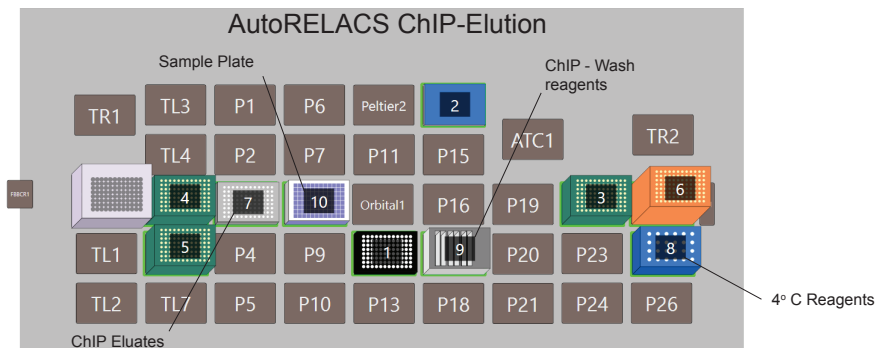 AutoRELACS ChIP-Elution
Sample Plate
ChIP - Wash
reagents
TR1
TL3
P1
P6
Peltier2
2
ATC1
TR2
TL4
P2
P7
P11
P15
FBBCR1
4
7
10
Orbital1
P16
P19
3
6
TL1
5
P4
P9
1
9
P20
P23
8
TL2
TL7
P5
P10
P13
P18
P21
P24
P26
4° C Reagents
ChIP Eluates